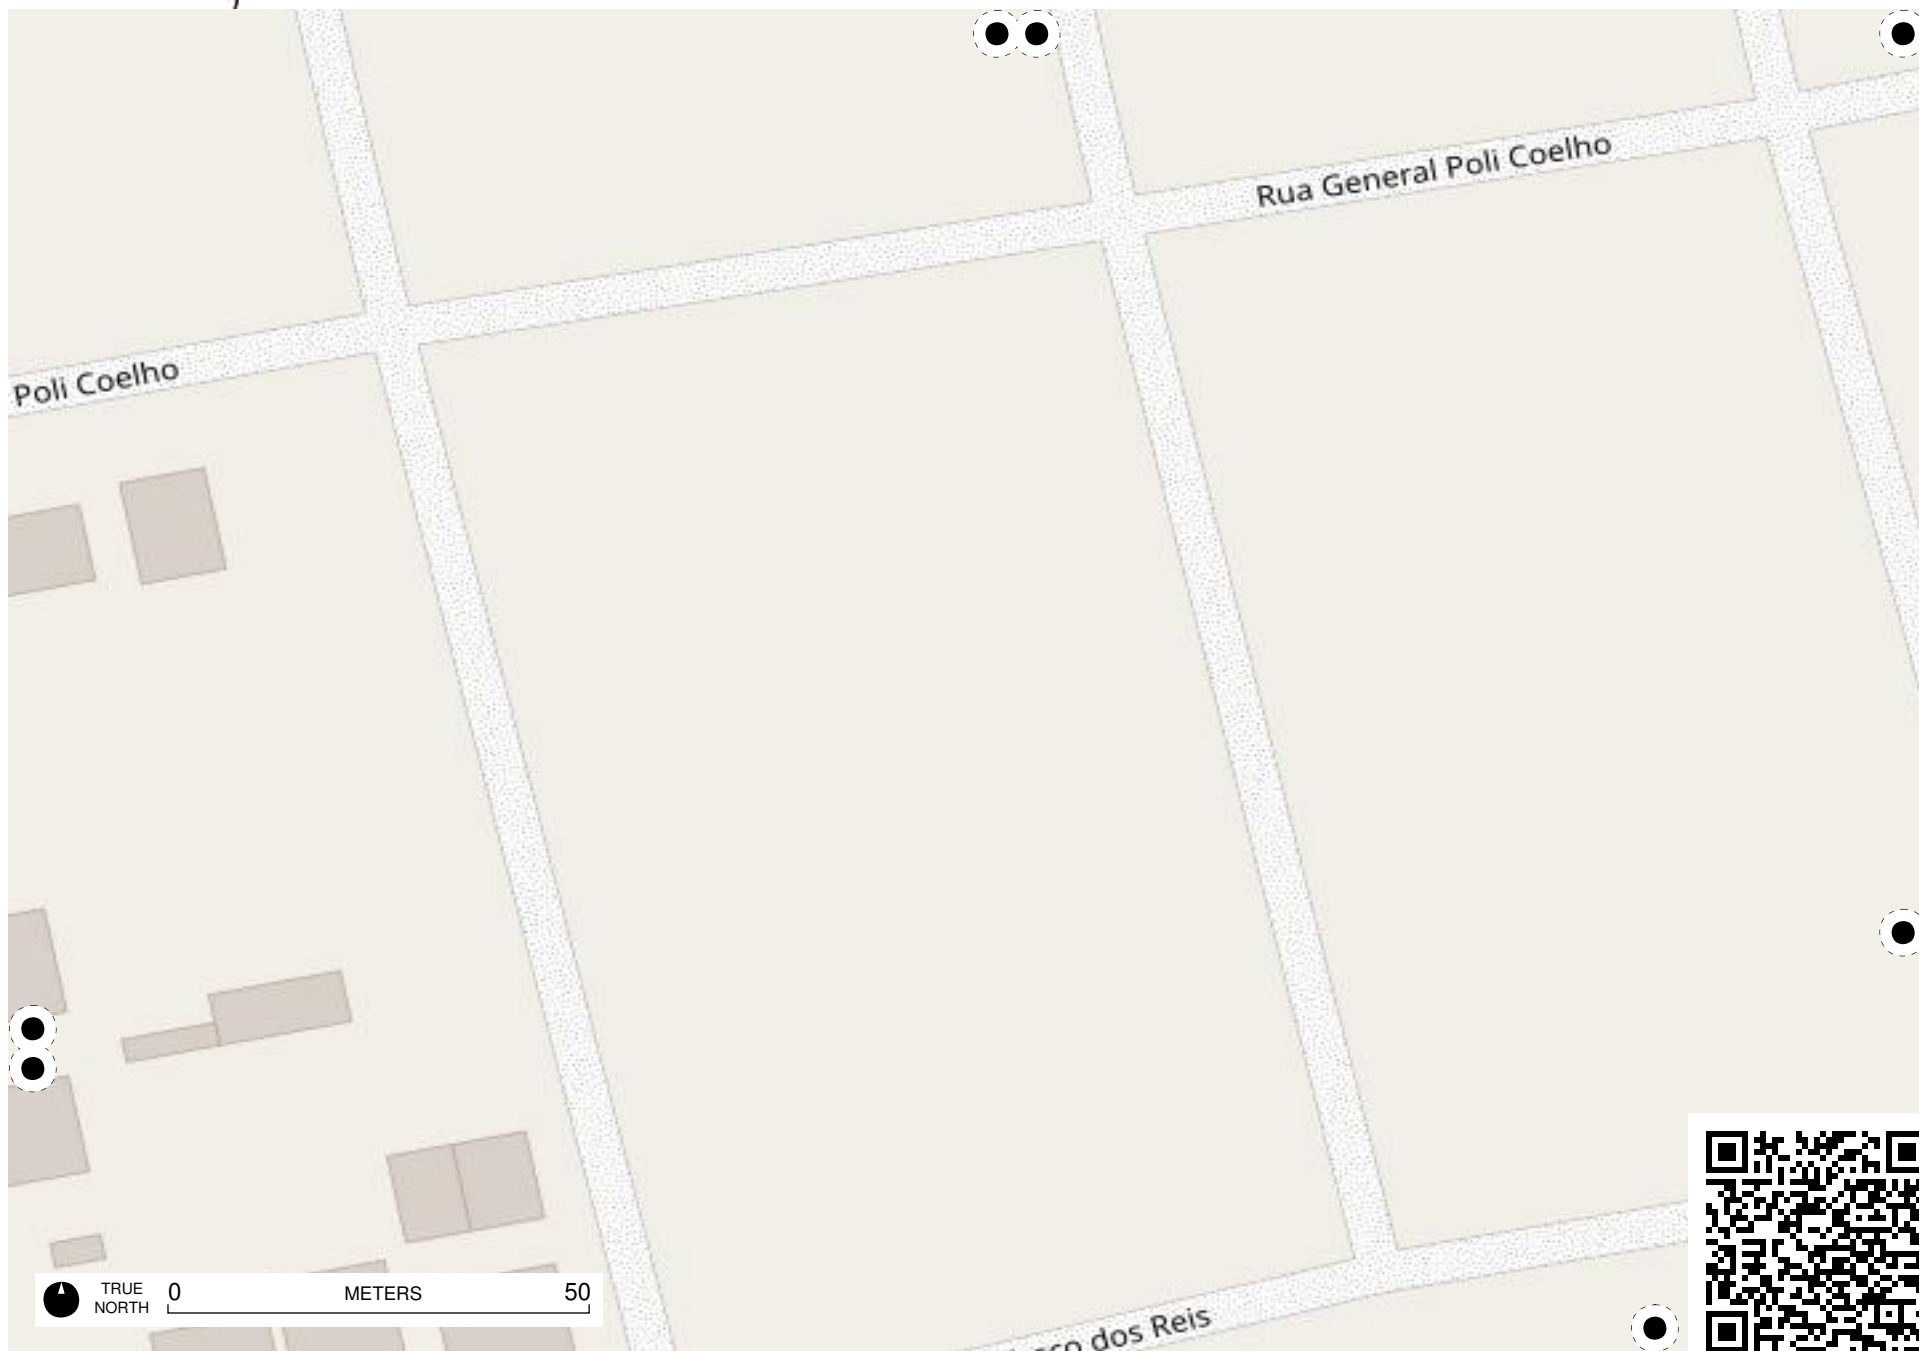 Rua General Poli Coelho
Poli Coelho
dos Reis
TRUE
NORTH
0 METERS 50